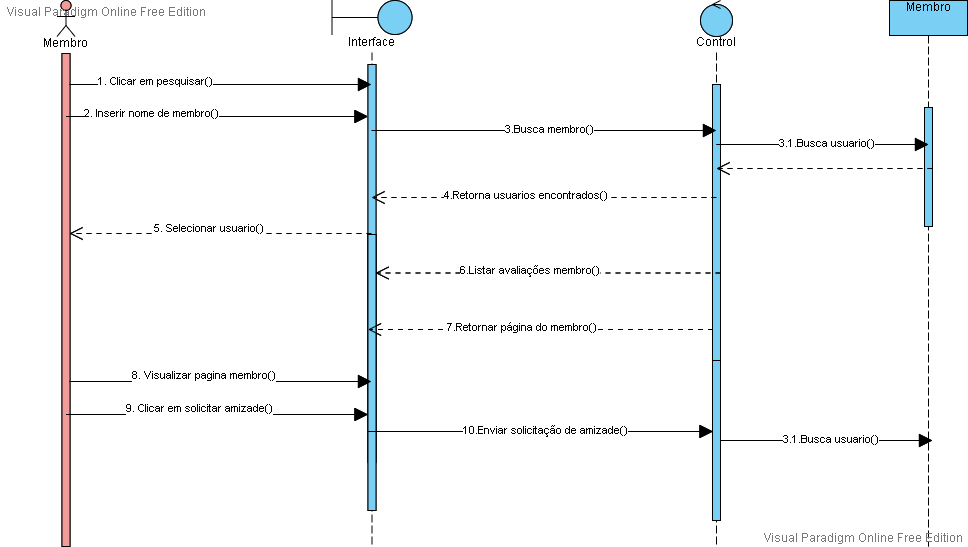 Visual Paradigm Online Free Edition
Membro
Membro
Interface
Control
1. Clicar em pesquisar()
2. Inserir nome de membro()
3.Busca membro()
3.1.Busca usuario()
4.Retorna usuarios encontrados()
5. Selecionar usuario()
6.Listar avaliações membro()
7.Retornar página do membro()
8. Visualizar pagina membro()
9. Clicar em solicitar amizade()
10.Enviar solicitação de amizade()
3.1.Busca usuario()
Visual Paradigm Online Free Edition